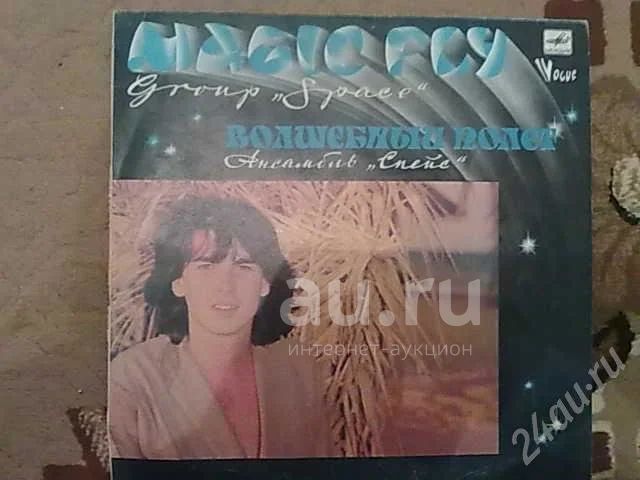 MAGIC FLY
Vogue
Group „Space“
ВОЛШЕБНЫЙ ПОЛЕТ
Ансамбль „Спейс“
au.ru
интернет-аукцион
24au.ru